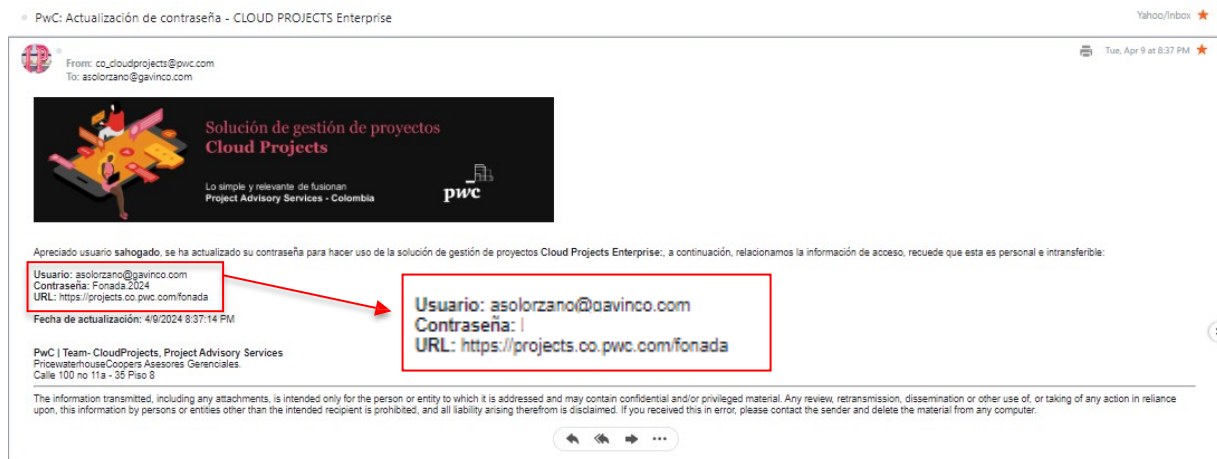 PwC: Actualización de contraseña - CLOUD PROJECTS Enterprise
Yahoo/Inbox
From: co_cloudprojects@pwc.com
To: asolorzano@gavinco.com
Tue, Apr 9 at 8:37 PM
Solución de gestión de proyectos
Cloud Projects
Lo simple y relevante de fusionan
Project Advisory Services - Colombia
pwc
Apreciado usuario sahogado, se ha actualizado su contraseña para hacer uso de la solución de gestión de proyectos Cloud Projects Enterprise:, a continuación, relacionamos la información de acceso, recuede que esta es personal e intransferible:
Usuario: asolorzano@gavinco.com
Contraseña: Fonada.2024
URL: https://projects.co.pwc.com/fonada
Usuario: asolorzano@gavinco.com
Contraseña:
URL: https://projects.co.pwc.com/fonada
Fecha de actualización: 4/9/2024 8:37:14 PM
PwC | Team- CloudProjects, Project Advisory Services
PricewaterhouseCoopers Asesores Gerenciales.
Calle 100 no 11a - 35 Piso 8
The information transmitted, including any attachments, is intended only for the person or entity to which it is addressed and may contain confidential and/or privileged material. Any review, retransmission, dissemination or other use of, or taking of any action in reliance
upon, this information by persons or entities other than the intended recipient is prohibited, and all liability arising therefrom is disclaimed. If you received this in error, please contact the sender and delete the material from any computer.